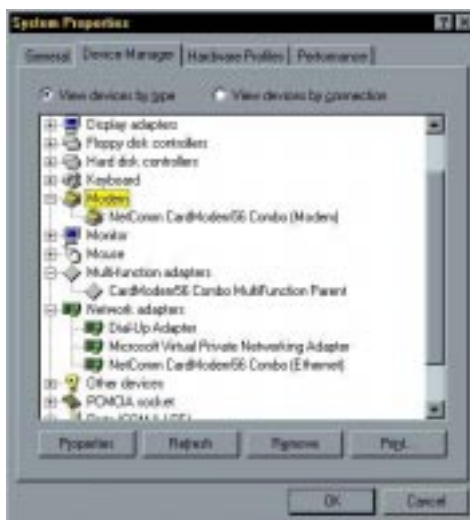 System Properties
General
Device Manager
Hardware Profiles
Performance
View devices by type
View devices by connection
Display adapters
Floppy disk controllers
Hard disk controllers
Keyboard
Modem
NetComm CardModem56 Combo (Modem)
Monitor
Mouse
Multi-function adapters
CardModem56 Combo MultiFunction Parent
Network adapters
Dial-Up Adapter
Microsoft Virtual Private Networking Adapter
NetComm CardModem56 Combo (Ethernet)
Other devices
PCMCIA socket
Ports (COM & LPT)
Properties
Refresh
Remove
Print...
OK
Cancel